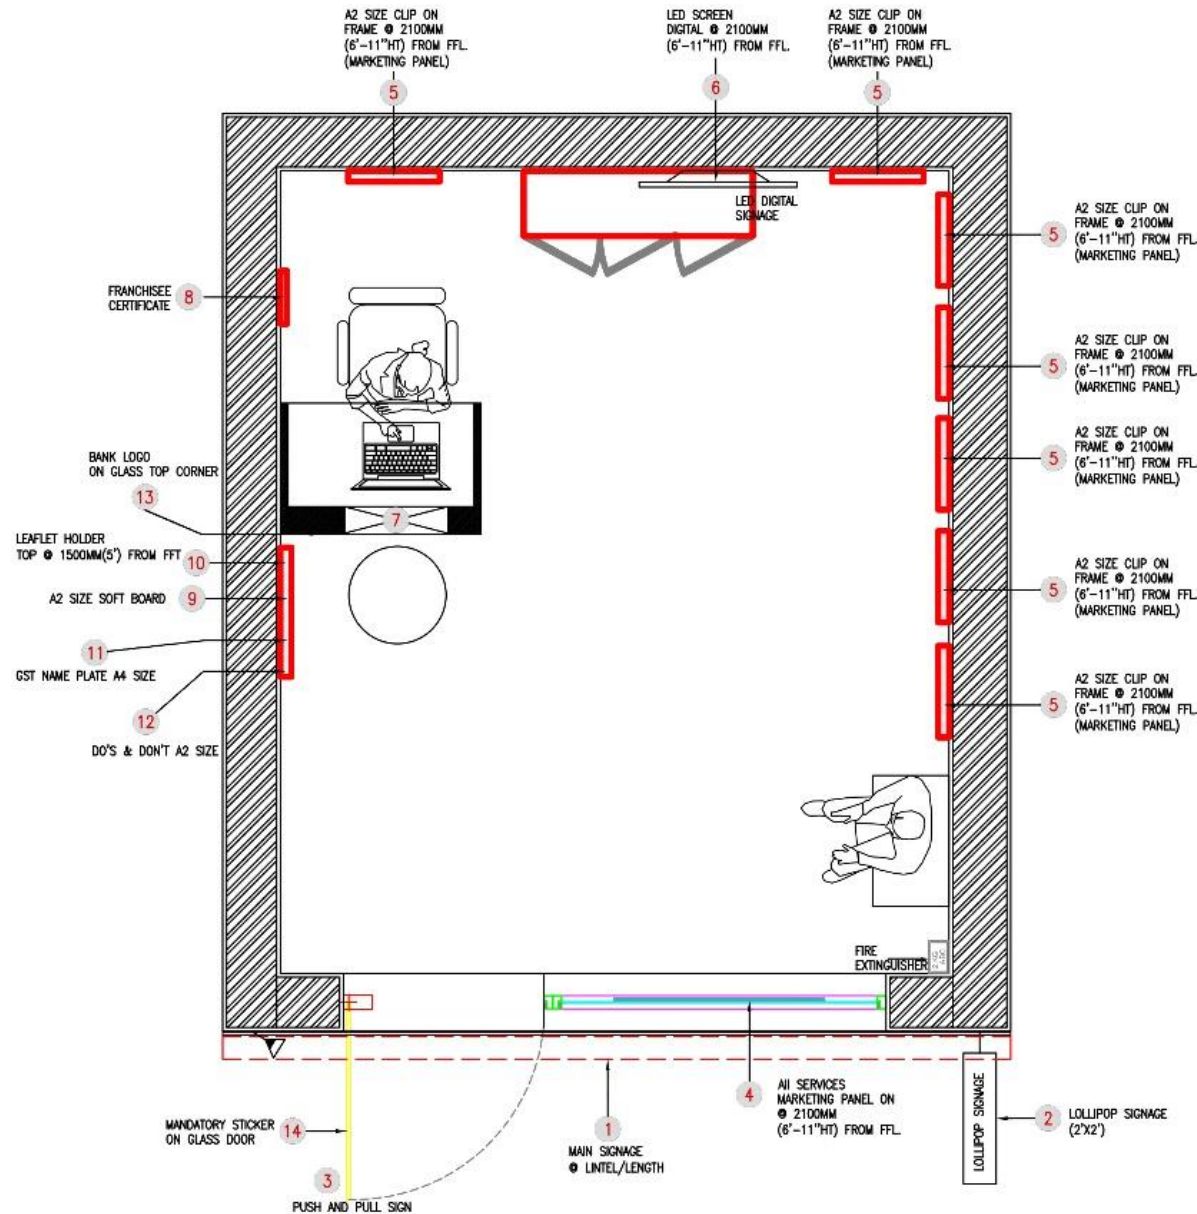 A2 SIZE CLIP ON
FRAME @ 2100MM
(6'-11"HT) FROM FFL.
(MARKETING PANEL)
5
LED SCREEN
DIGITAL @ 2100MM
(6'-11"HT) FROM FFL.
6
A2 SIZE CLIP ON
FRAME @ 2100MM
(6'-11"HT) FROM FFL.
(MARKETING PANEL)
5
LED DIGITAL
SIGNAGE
A2 SIZE CLIP ON
FRAME @ 2100MM
(6'-11"HT) FROM FFL.
(MARKETING PANEL)
5
FRANCHISEE
CERTIFICATE
8
A2 SIZE CLIP ON
FRAME @ 2100MM
(6'-11"HT) FROM FFL.
(MARKETING PANEL)
5
A2 SIZE CLIP ON
FRAME @ 2100MM
(6'-11"HT) FROM FFL.
(MARKETING PANEL)
5
BANK LOGO
ON GLASS TOP CORNER
13
7
LEAFLET HOLDER
TOP @ 1500MM(5') FROM FFT
10
A2 SIZE SOFT BOARD
9
A2 SIZE CLIP ON
FRAME @ 2100MM
(6'-11"HT) FROM FFL.
(MARKETING PANEL)
5
11
GST NAME PLATE A4 SIZE
12
DO'S & DON'T A2 SIZE
A2 SIZE CLIP ON
FRAME @ 2100MM
(6'-11"HT) FROM FFL.
(MARKETING PANEL)
5
FIRE
EXTINGUISHER
2 KG
ABC
MANDATORY STICKER
ON GLASS DOOR
14
3
PUSH AND PULL SIGN
1
MAIN SIGNAGE
@ LINTEL/LENGTH
4
All SERVICES
MARKETING PANEL ON
@ 2100MM
(6'-11"HT) FROM FFL.
LOLLIPOP SIGNAGE
2
LOLLIPOP SIGNAGE
(2'X2')